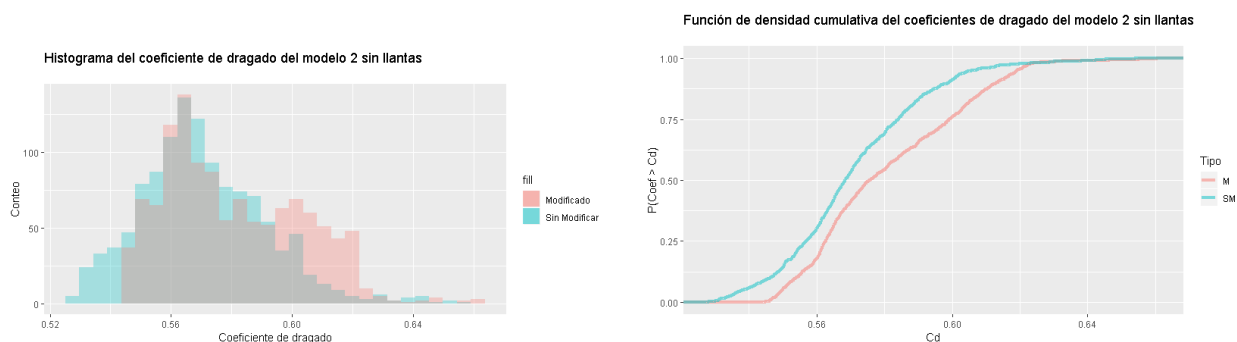 Histograma del coeficiente de dragado del modelo 2 sin llantas
Conteo
100
50
0
0.52
0.56
0.60
0.64
Coeficiente de dragado
fill
Modificado
Sin Modificar
Función de densidad cumulativa del coeficientes de dragado del modelo 2 sin llantas
P(Coef > Cd)
1.00
0.75
0.50
0.25
0.00
0.56
0.60
0.64
Cd
Tipo
M
SM